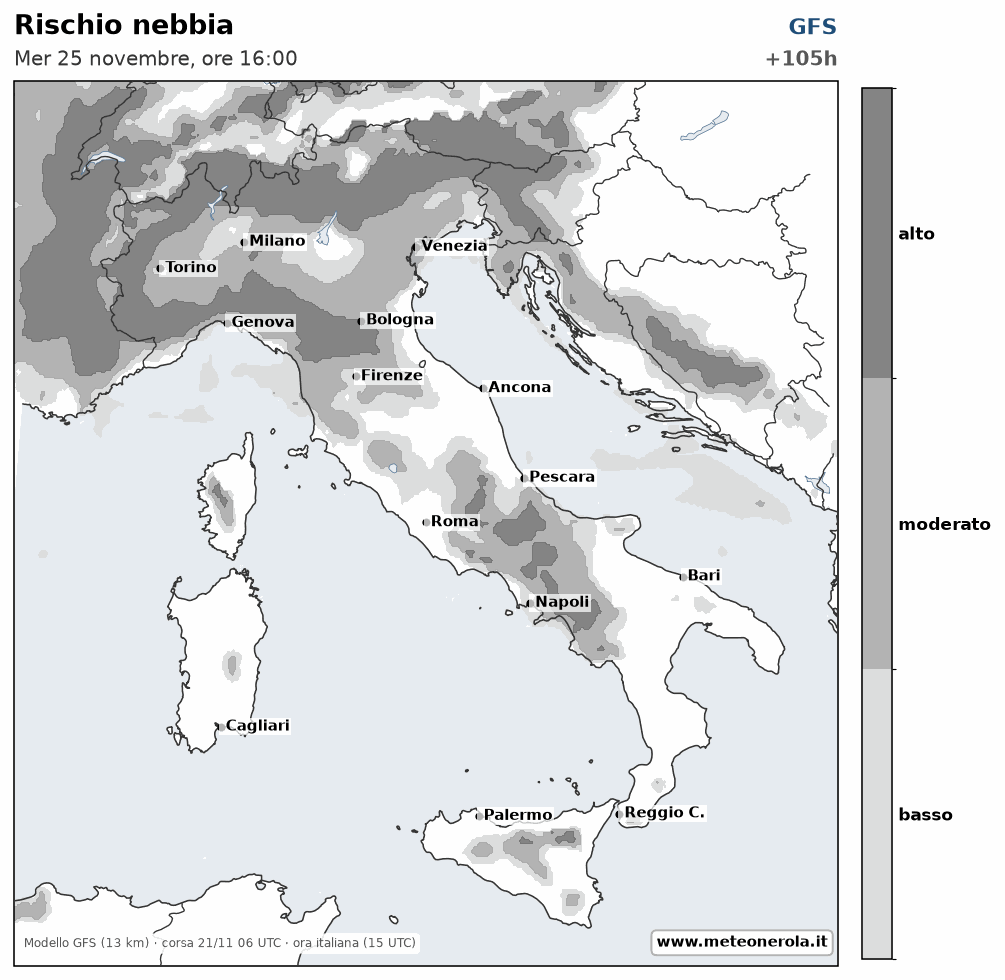 Rischio nebbia
GFS
Mer 25 novembre, ore 16:00
+105h
alto
Milano
Venezia
Torino
Genova
Bologna
Firenze
Ancona
Pescara
Roma
moderato
Bari
Napoli
Cagliari
Palermo
Reggio C.
basso
Modello GFS (13 km) · corsa 21/11 06 UTC · ora italiana (15 UTC)
www.meteonerola.it